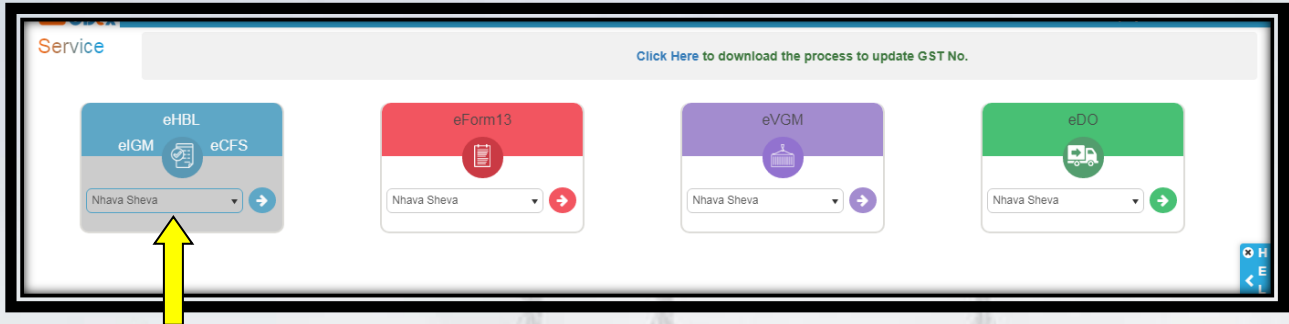 Service
Click Here to download the process to update GST No.
eHBL
eIGM eCFS
Nhava Sheva
eForm13
Nhava Sheva
eVGM
Nhava Sheva
eDO
Nhava Sheva
H
E
L